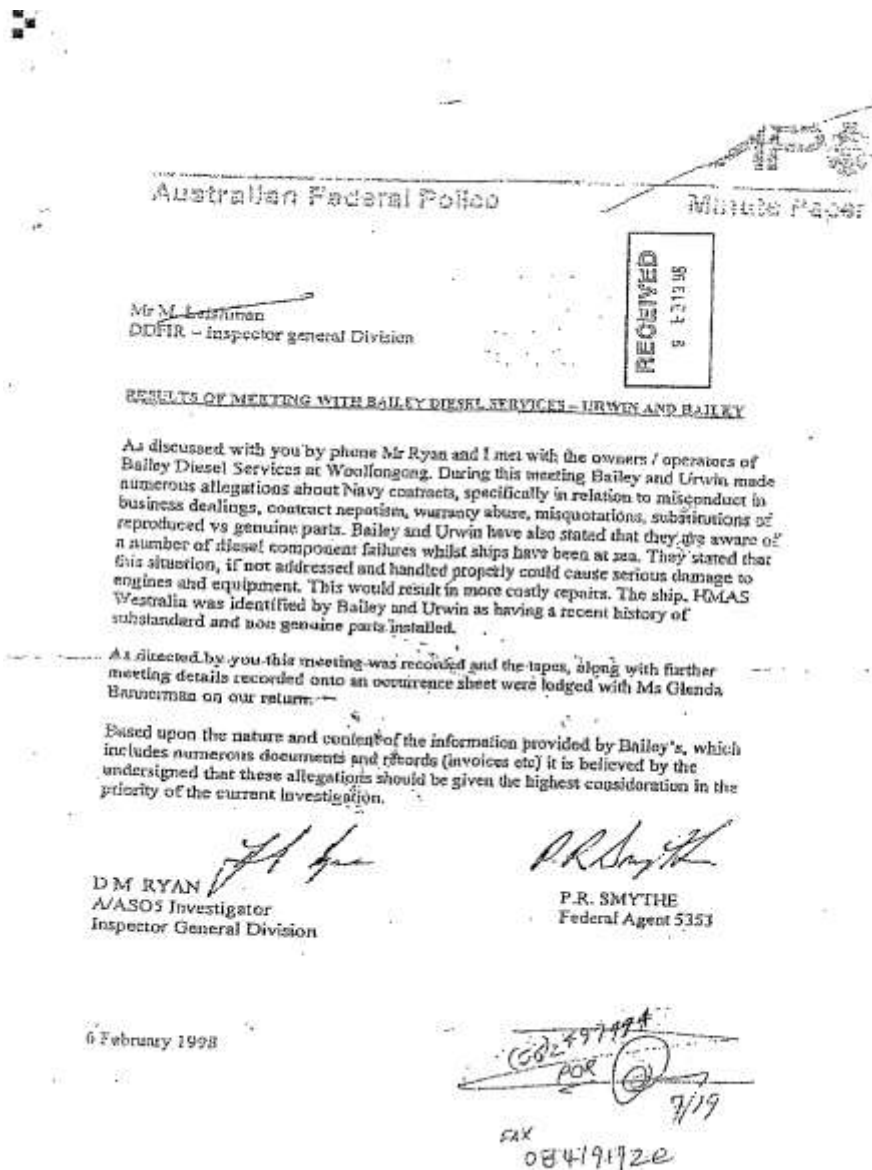 Australian Federal Police
Minute Paper
RECEIVED
Mr M. Leishman
DDFIR – inspector general Division
RESULTS OF MEETING WITH BAILEY DIESEL SERVICES – URWIN AND BAILEY
As discussed with you by phone Mr Ryan and I met with the owners / operators of
Bailey Diesel Services at Woollongong. During this meeting Bailey and Urwin made
numerous allegations about Navy contracts, specifically in relation to misconduct in
business dealings, contract nepotism, warranty abuse, misquotations, substitutions of
reproduced vs genuine parts. Bailey and Urwin have also stated that they are aware of
a number of diesel component failures whilst ships have been at sea. They stated that
this situation, if not addressed and handled properly could cause serious damage to
engines and equipment. This would result in more costly repairs. The ship, HMAS
Westralia was identified by Bailey and Urwin as having a recent history of
substandard and non genuine parts installed.
As directed by you this meeting was recorded and the tapes, along with further
meeting details recorded onto an occurrence sheet were lodged with Ms Glenda
Bannerman on our return.
Based upon the nature and content of the information provided by Bailey's, which
includes numerous documents and records (invoices etc) it is believed by the
undersigned that these allegations should be given the highest consideration in the
priority of the current investigation.
P.R Smythe
D M RYAN
A/ASO5 Investigator
Inspector General Division
P.R. SMYTHE
Federal Agent 5353
6 February 1998
7/19
FAX